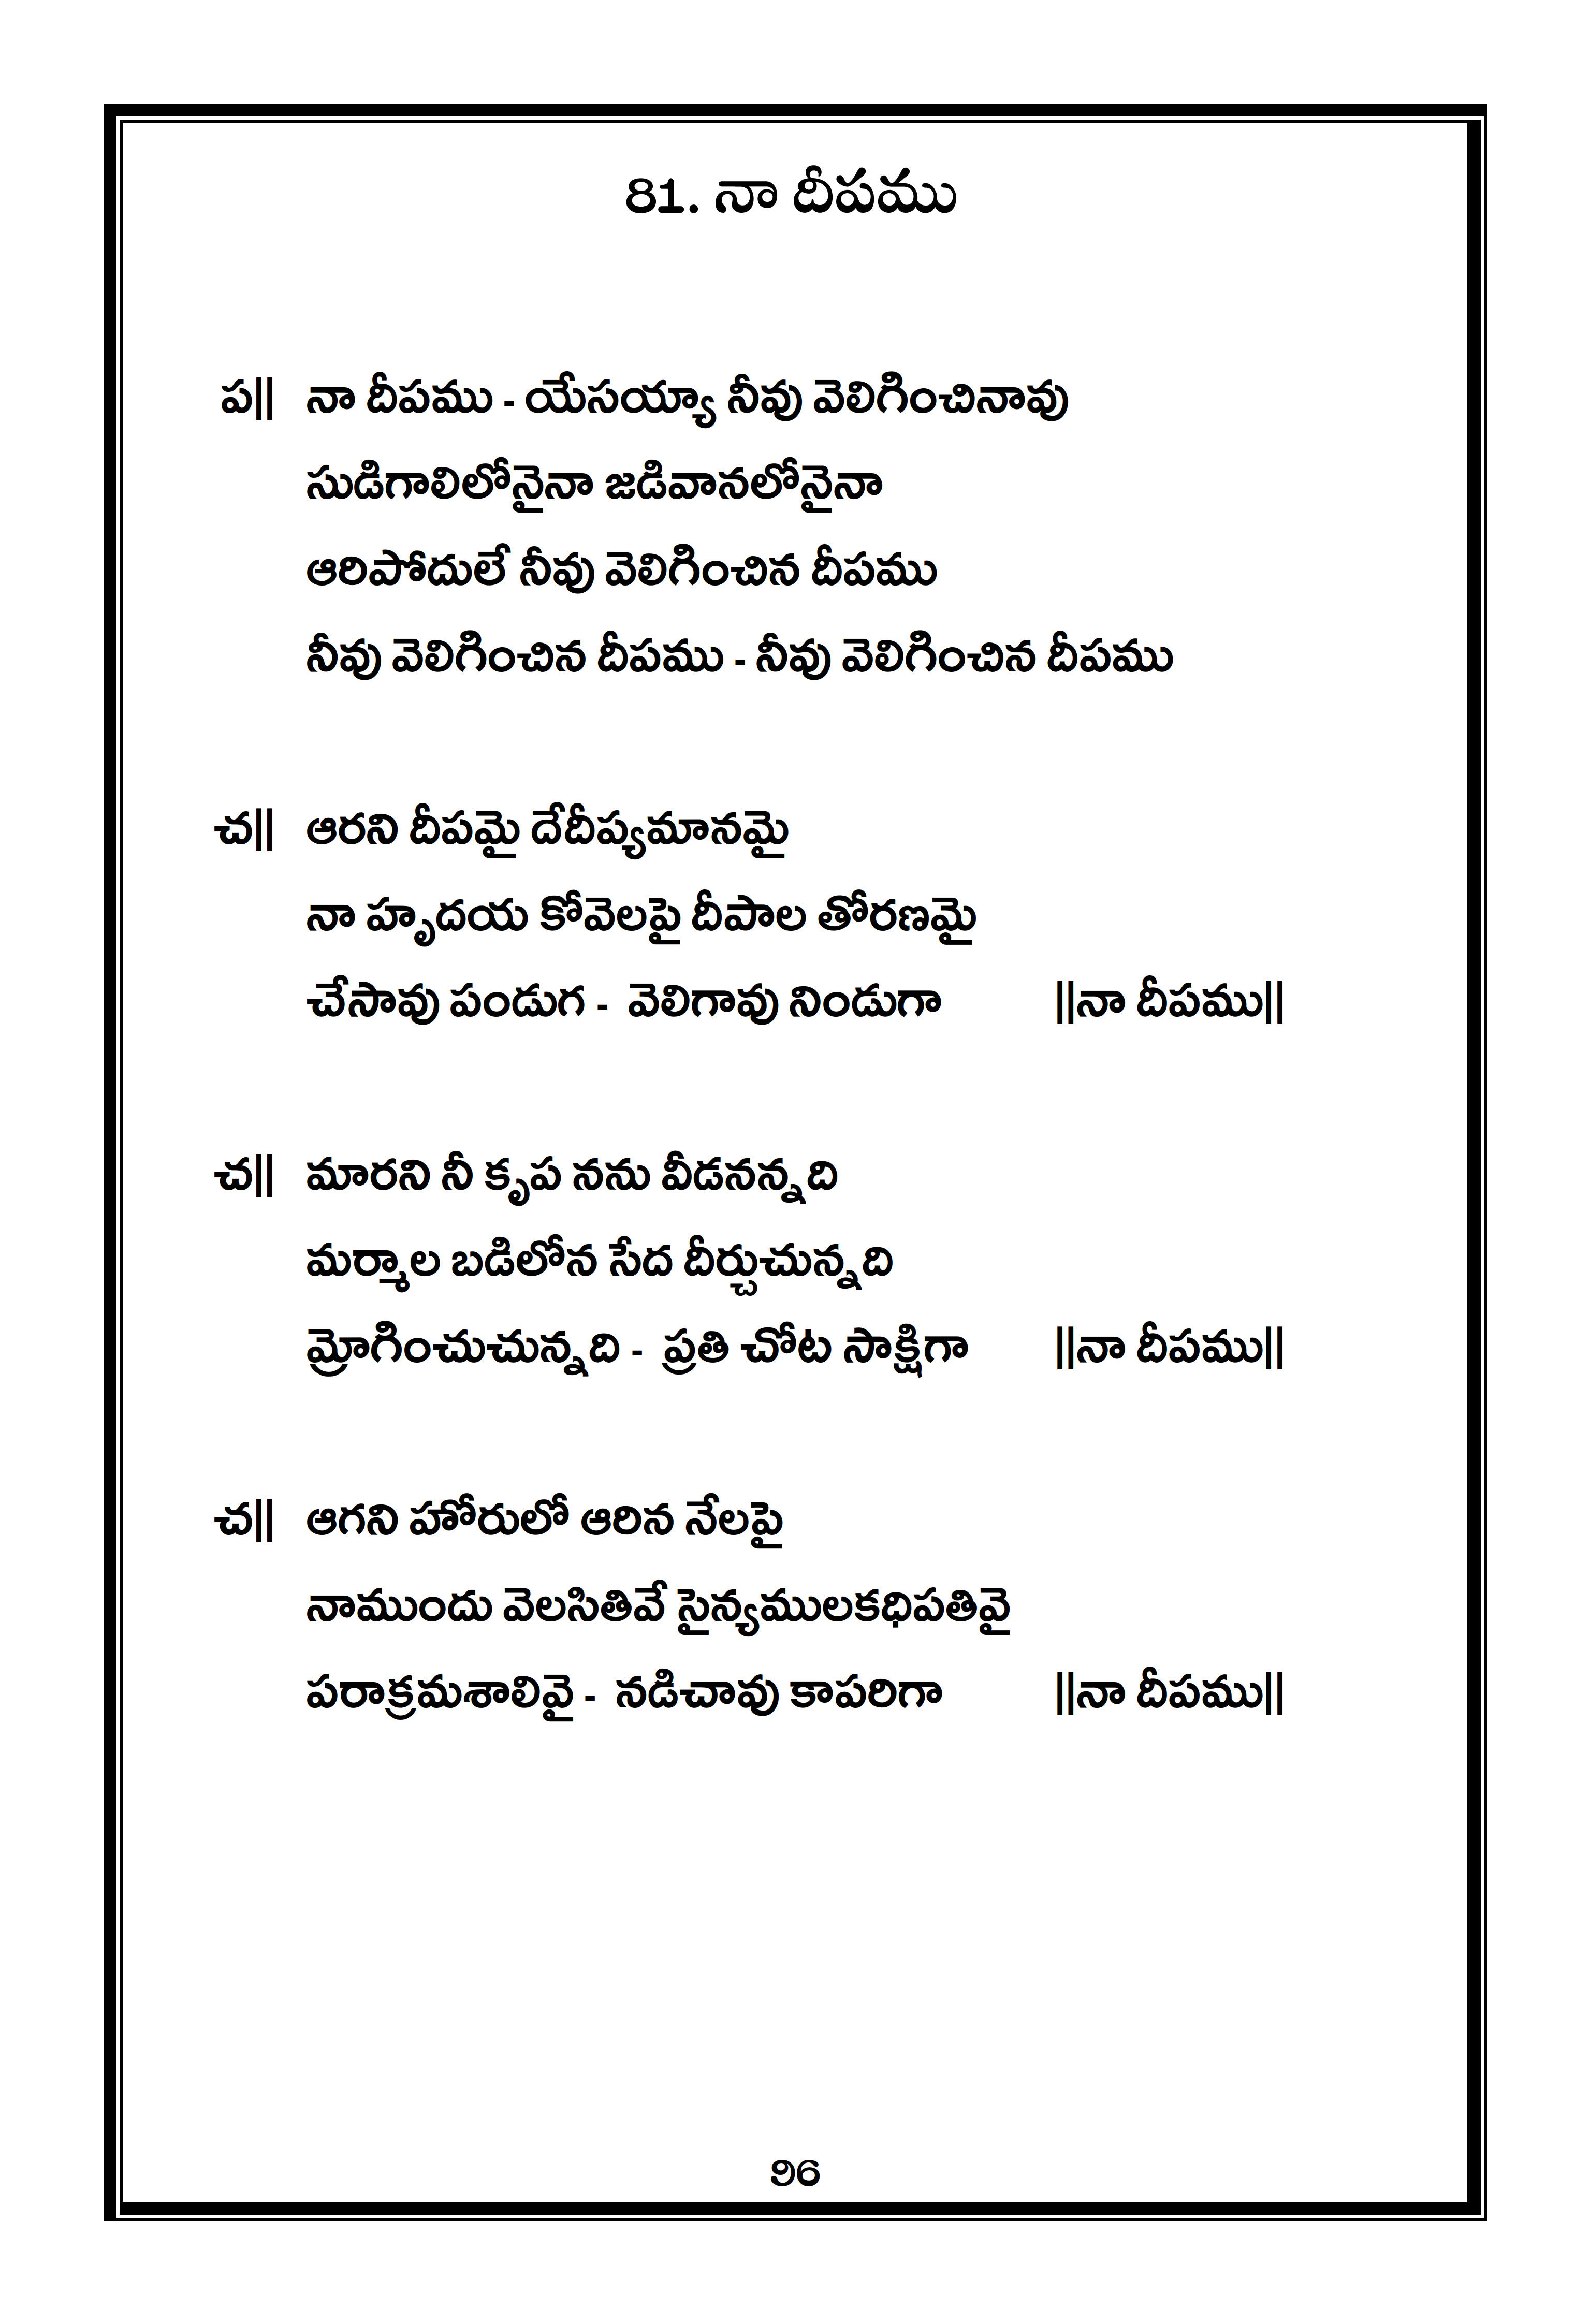 81. నా దీపము
ప|| నా దీపము - యేసయ్యా నీవు వెలిగించినావు
సుడిగాలిలోనైనా జడివానలోనైనా
ఆరిపోదులే నీవు వెలిగించిన దీపము
నీవు వెలిగించిన దీపము - నీవు వెలిగించిన దీపము
చ|| ఆరని దీపమై దేదీప్యమానమై
నా హృదయ కోవెలపై దీపాల తోరణమై
చేసావు పండుగ - వెలిగావు నిండుగా ||నా దీపము||
చ|| మారని నీ కృప నను వీడనన్నది
మర్మాల బడిలోన సేద దీర్చుచున్నది
మ్రోగించుచున్నది - ప్రతి చోట సాక్షిగా ||నా దీపము||
చ|| ఆగని హోరులో ఆరిన నేలపై
నాముందు వెలసితివే సైన్యములకధిపతివై
పరాక్రమశాలివై - నడిచావు కాపరిగా ||నా దీపము||
96